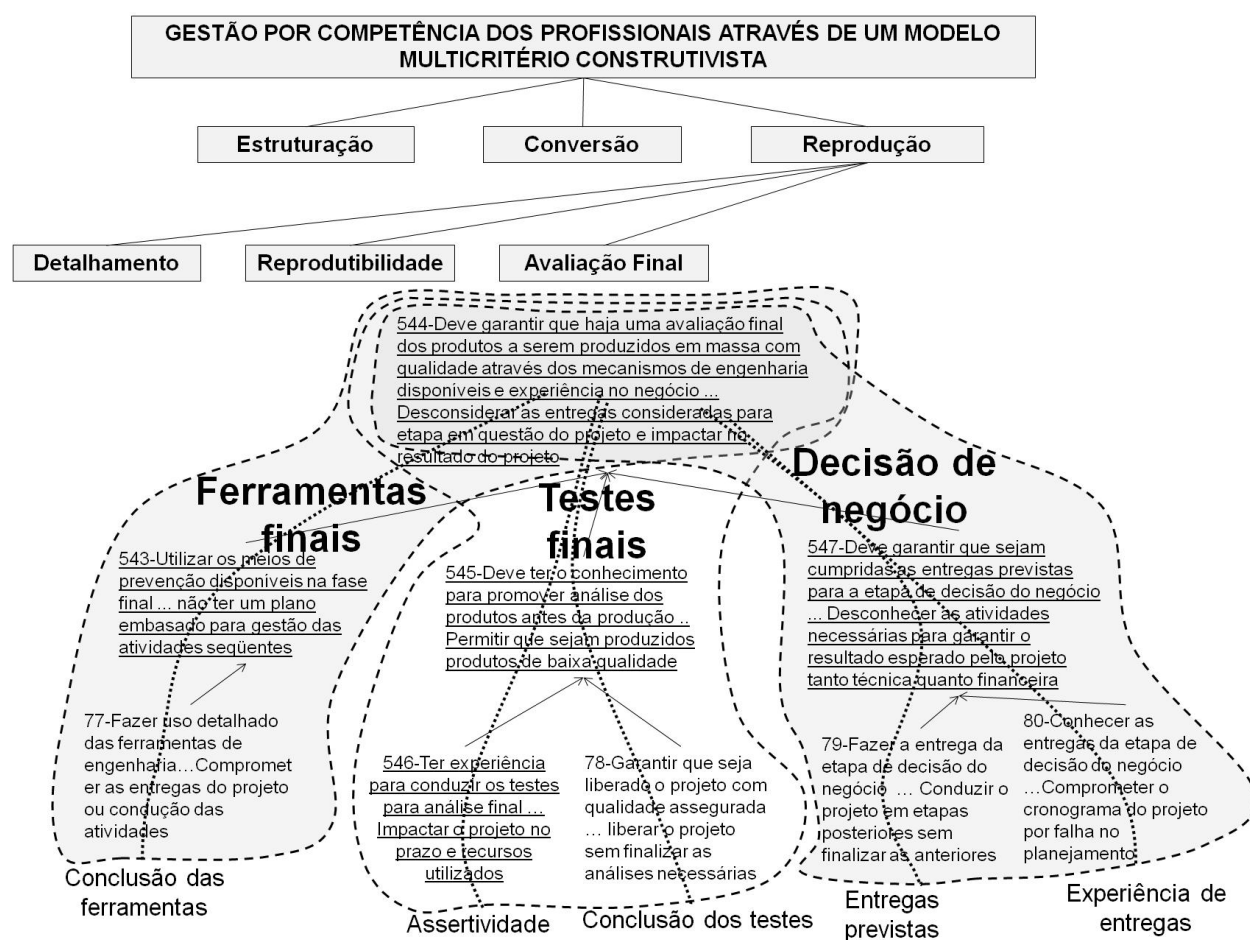 GESTÃO POR COMPETÊNCIA DOS PROFISSIONAIS ATRAVÉS DE UM MODELO
MULTICRITÉRIO CONSTRUTIVISTA
Estruturação
Conversão
Reprodução
Detalhamento
Reprodutibilidade
Avaliação Final
544-Deve garantir que haja uma avaliação final
dos produtos a serem produzidos em massa com
qualidade através dos mecanismos de engenharia
disponíveis e experiência no negócio ...
Desconsiderar as entregas consideradas para
etapa em questão do projeto e impactar no
resultado do projeto
Ferramentas
finais
543-Utilizar os meios de
prevenção disponiveis na fase
final ... não ter um plano
embasado para gestão das
atividades seqüentes
77-Fazer uso detalhado
das ferramentas de
engenharia…Compromet
er as entregas do projeto
ou condução das
atividades
Conclusão das
ferramentas
Testes
finais
545-Deve ter o conhecimento
para promover análise dos
produtos antes da produção ..
Permitir que sejam produzidos
produtos de baixa qualidade
546-Ter experiência
para conduzir os testes
para análise final ...
Impactar o projeto no
prazo e recursos
utilizados
Assertividade
78-Garantir que seja
liberado o projeto com
qualidade assegurada
... liberar o projeto
sem finalizar as
análises necessárias
Conclusão dos testes
Decisão de
negócio
547-Deve garantir que sejam
cumpridas as entregas previstas
para a etapa de decisão do negócio
... Desconhecer as atividades
necessárias para garantir o
resultado esperado pelo projeto
tanto técnica quanto financeira
79-Fazer a entrega da
etapa de decisão do
negócio ... Conduzir o
projeto em etapas
posteriores sem
finalizar as anteriores
Entregas
previstas
80-Conhecer as
entregas da etapa de
decisão do negócio
…Comprometer o
cronograma do projeto
por falha no
planejamento
Experiência de
entregas